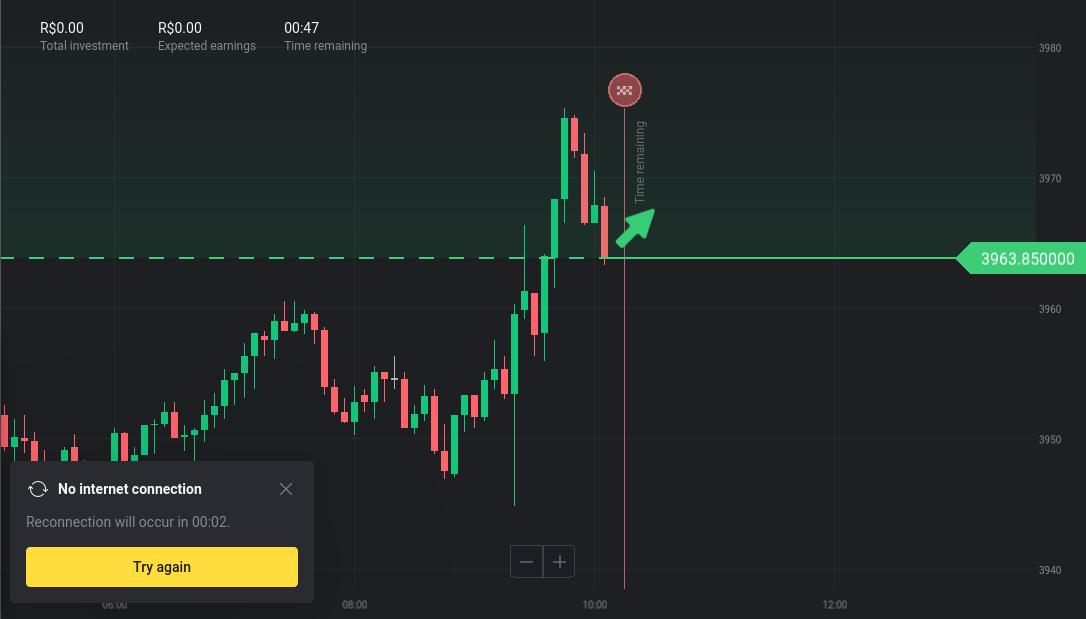 R$0.00 R$0.00 00:47
Total investment Expected earnings Time remaining
3980
Time remaining
3970
3963.850000
3960
3950
No internet connection
Reconnection will occur in 00:02.
Try again
3940
06:00 08:00 10:00 12:00